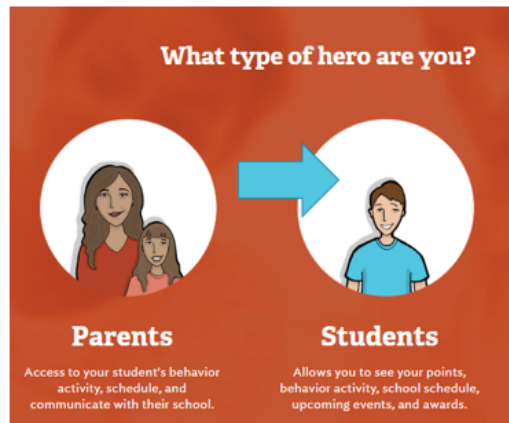 What type of hero are you?
Parents
Access to your student's behavior
activity, schedule, and
communicate with their school.
Students
Allows you to see your points,
behavior activity, school schedule,
upcoming events, and awards.